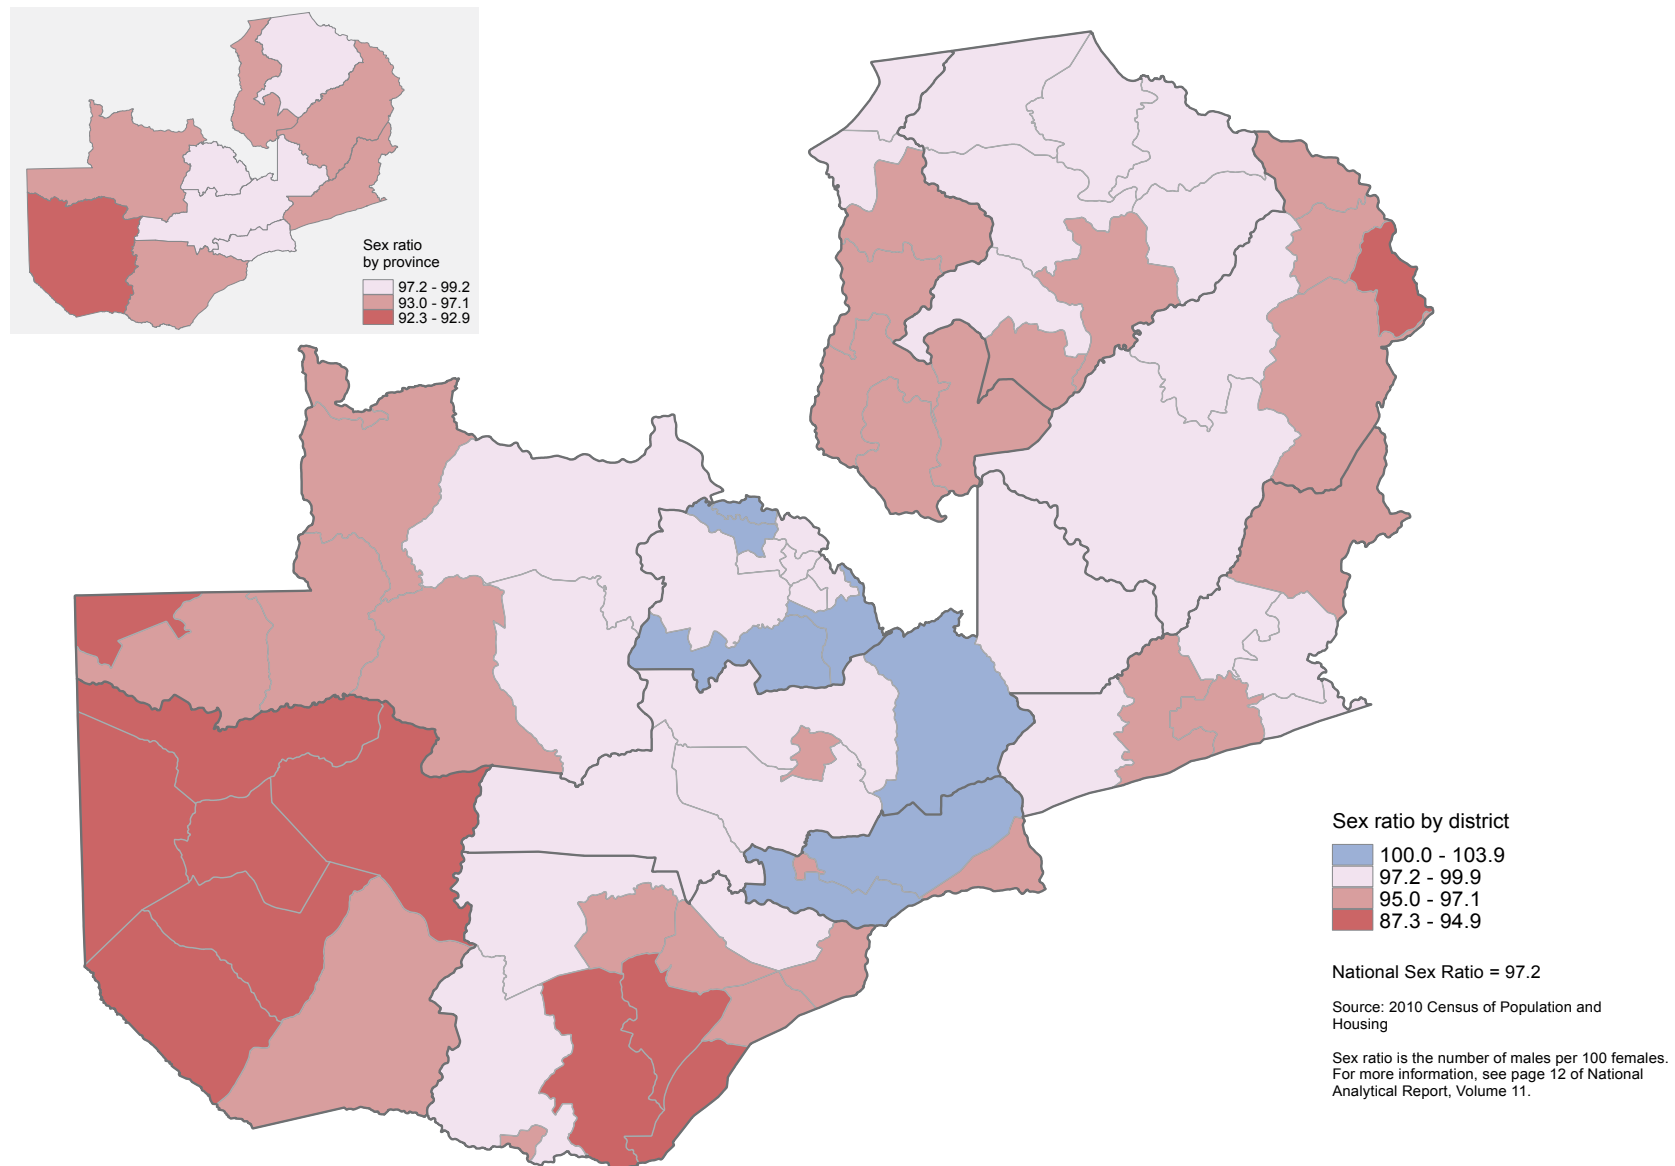 Sex ratio
by province
97.2 - 99.2
93.0 - 97.1
92.3 - 92.9
Sex ratio by district
100.0 - 103.9
97.2 - 99.9
95.0 - 97.1
87.3 - 94.9
National Sex Ratio = 97.2
Source: 2010 Census of Population and
Housing
Sex ratio is the number of males per 100 females.
For more information, see page 12 of National
Analytical Report, Volume 11.